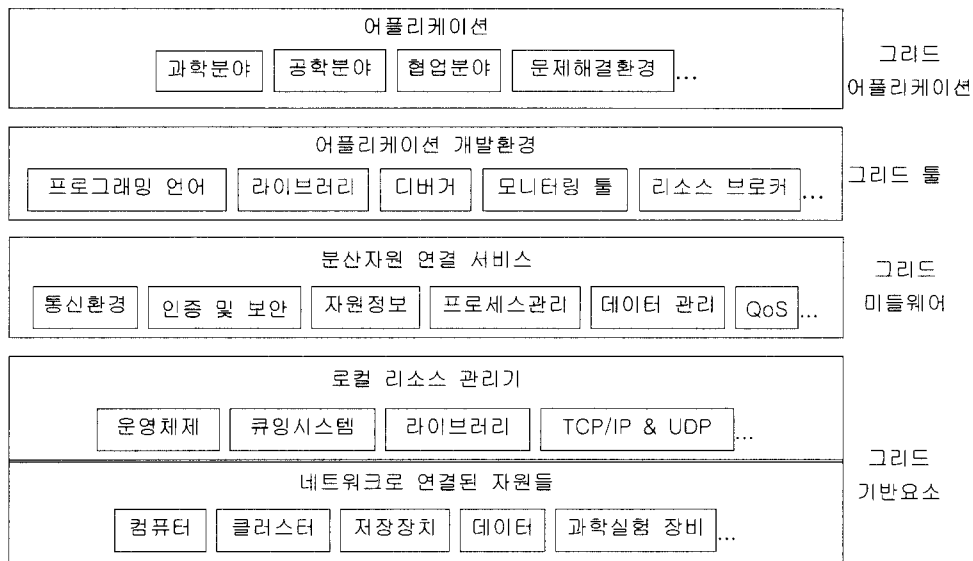 어플리케이션
과학분야 공학분야 협업분야 문제해결환경 ...
그리드
어플리케이션
어플리케이션 개발환경
프로그래밍 언어 라이브러리 디버거 모니터링 툴 리소스 브로커 ...
그리드 툴
분산자원 연결 서비스
통신환경 인증 및 보안 자원정보 프로세스관리 데이터 관리 QoS ...
그리드
미들웨어
로컬 리소스 관리기
운영체제 큐잉시스템 라이브러리 TCP/IP & UDP ...
네트워크로 연결된 자원들
컴퓨터 클러스터 저장장치 데이터 과학실험 장비 ...
그리드
기반요소